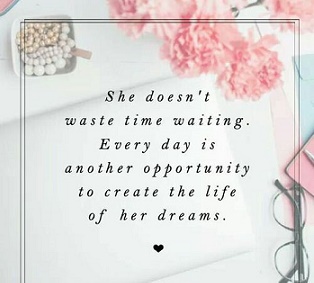 She doesn't
waste time waiting.
Every day is
another opportunity
to create the life
of her dreams.